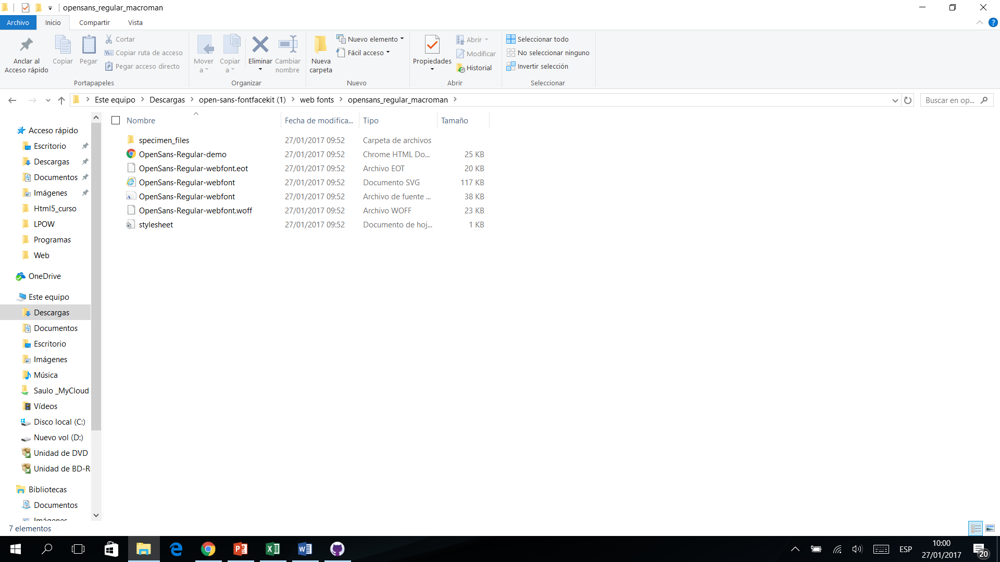 opensans_regular_macroman
Archivo Inicio Compartir Vista
Anclar al Acceso rápido
Copiar
Pegar
Cortar
Copiar ruta de acceso
Pegar acceso directo
Portapapeles
Mover a
Copiar a
Eliminar
Cambiar nombre
Organizar
Nueva carpeta
Nuevo elemento
Fácil acceso
Nuevo
Propiedades
Abrir
Modificar
Historial
Abrir
Seleccionar todo
No seleccionar ninguno
Invertir selección
Seleccionar
Este equipo > Descargas > open-sans-fontfacekit (1) > web fonts > opensans_regular_macroman >
Buscar en op...
Acceso rápido
Escritorio
Descargas
Documentos
Imágenes
Html5_curso
LPOW
Programas
Web
OneDrive
Este equipo
Descargas
Documentos
Escritorio
Imágenes
Música
Saulo _MyCloud
Vídeos
Disco local (C:)
Nuevo vol (D:)
Unidad de DVD
Unidad de BD-R
Bibliotecas
Documentos
Imágenes
Nombre Fecha de modifica... Tipo Tamaño
specimen_files 27/01/2017 09:52 Carpeta de archivos
OpenSans-Regular-demo 27/01/2017 09:52 Chrome HTML Do... 25 KB
OpenSans-Regular-webfont.eot 27/01/2017 09:52 Archivo EOT 20 KB
OpenSans-Regular-webfont 27/01/2017 09:52 Documento SVG 117 KB
OpenSans-Regular-webfont 27/01/2017 09:52 Archivo de fuente ... 38 KB
OpenSans-Regular-webfont.woff 27/01/2017 09:52 Archivo WOFF 23 KB
stylesheet 27/01/2017 09:52 Documento de hoj... 1 KB
7 elementos
ESP
10:00
27/01/2017
20